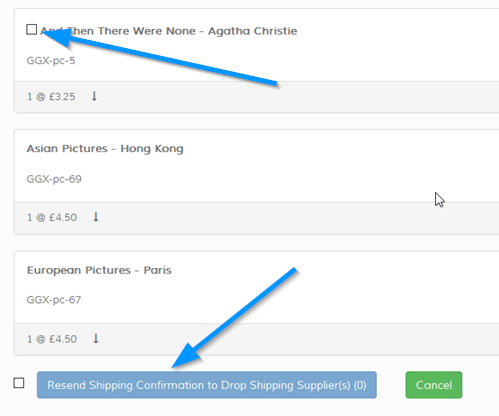 And Then There Were None - Agatha Christie
GGX-pc-5
1 @ £3.25
Asian Pictures - Hong Kong
GGX-pc-69
1 @ £4.50
European Pictures - Paris
GGX-pc-67
1 @ £4.50
Resend Shipping Confirmation to Drop Shipping Supplier(s) (0) Cancel